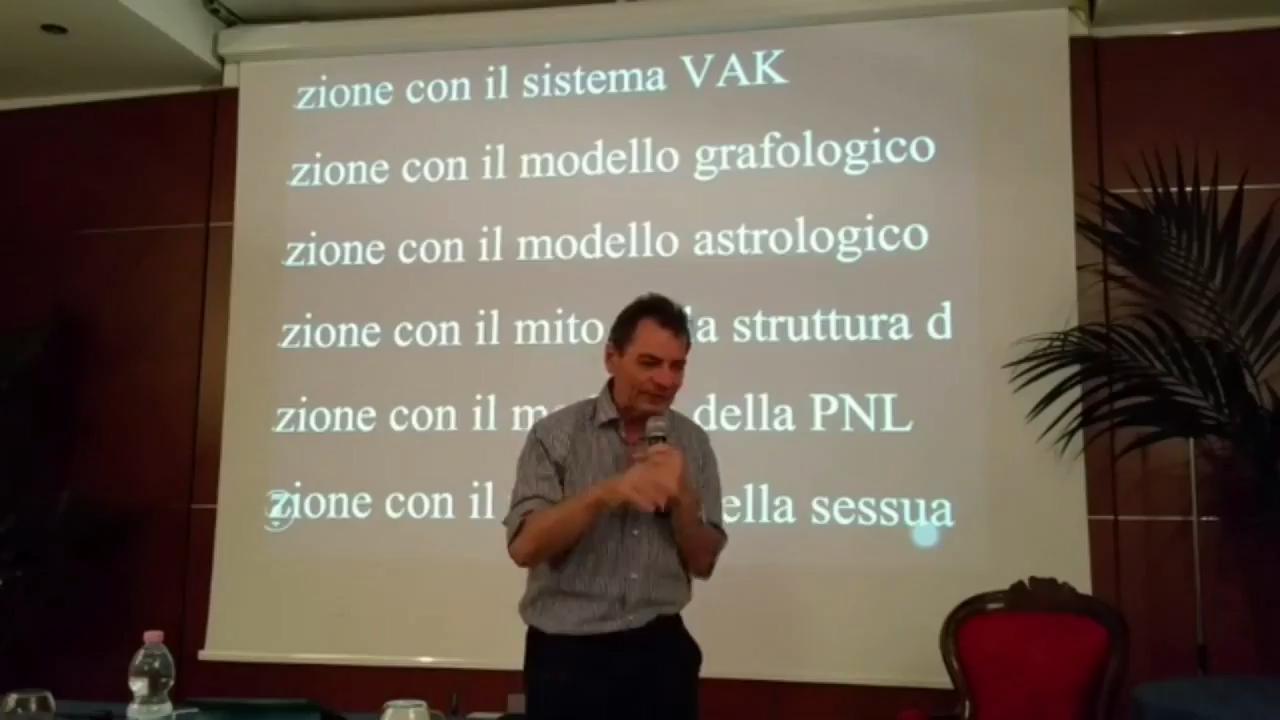 zione con il sistema VAK
zione con il modello grafologico
zione con il modello astrologico
zione con il mito la struttura d
zione con il m della PNL
zione con il ella sessua